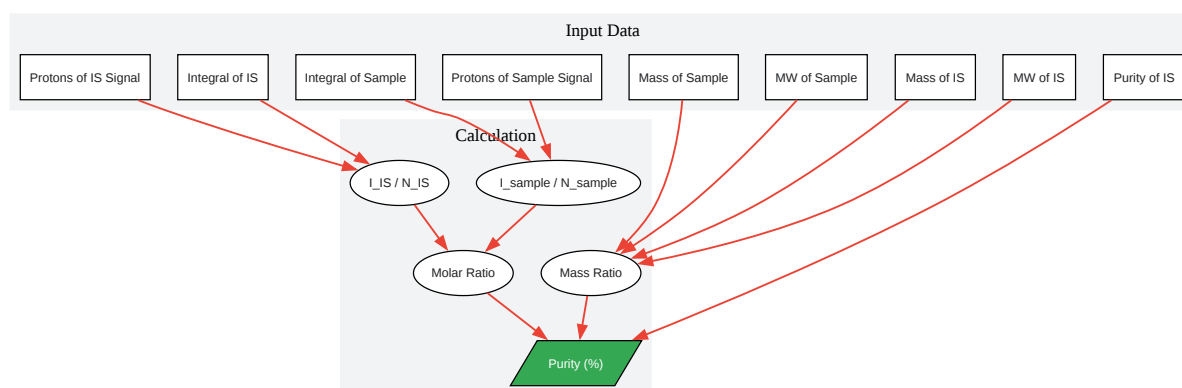 Input Data
Protons of IS Signal
Integral of IS
Integral of Sample
Protons of Sample Signal
Mass of Sample
MW of Sample
Mass of IS
MW of IS
Purity of IS
Calculation
I_IS / N_IS
I_sample / N_sample
Molar Ratio
Mass Ratio
Purity (%)